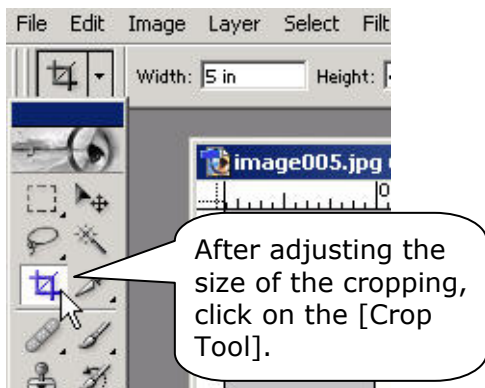 File Edit Image Layer Select Filt
Width: 5 in Height:
image005.jpg
0
After adjusting the
size of the cropping,
click on the [Crop
Tool].